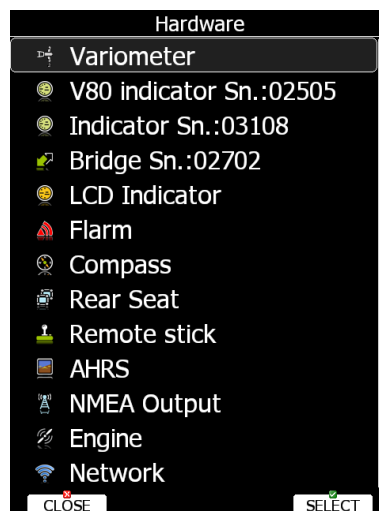 Hardware
Variometer
V80 indicator Sn.:02505
Indicator Sn.:03108
Bridge Sn.:02702
LCD Indicator
Flarm
Compass
Rear Seat
Remote stick
AHRS
NMEA Output
Engine
Network
CLOSE SELECT